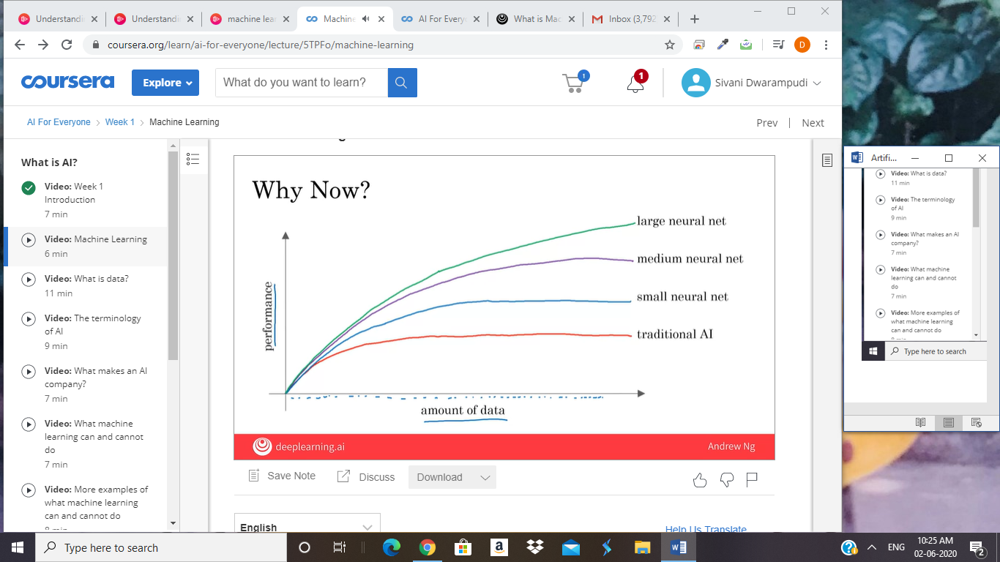 Understandi
Understandi
machine lear
Machine
AI For Every
What is Mac
Inbox (3,792
coursera.org/learn/ai-for-everyone/lecture/5TPFo/machine-learning
D
coursera
Explore
What do you want to learn?
1
1
Sivani Dwarampudi
AI For Everyone
Week 1
Machine Learning
Prev
Next
What is AI?
Video: Week 1
Introduction
7 min
Video: Machine Learning
6 min
Video: What is data?
11 min
Video: The terminology
of AI
9 min
Video: What makes an AI
company?
7 min
Video: What machine
learning can and cannot
do
7 min
Video: More examples of
what machine learning
can and cannot do
8 min
Why Now?
large neural net
medium neural net
small neural net
traditional AI
performance
amount of data
deeplearning.ai
Andrew Ng
Save Note
Discuss
Download
English
Help Us Translate
Artifi...
Video: What is data?
11 min
Video: The terminology
of AI
9 min
Video: What makes an AI
company?
7 min
Video: What machine
learning can and cannot
do
7 min
Video: More examples of
what machine learning
can and cannot do
8 min
Type here to search
Type here to search
ENG
10:25 AM
02-06-2020
2